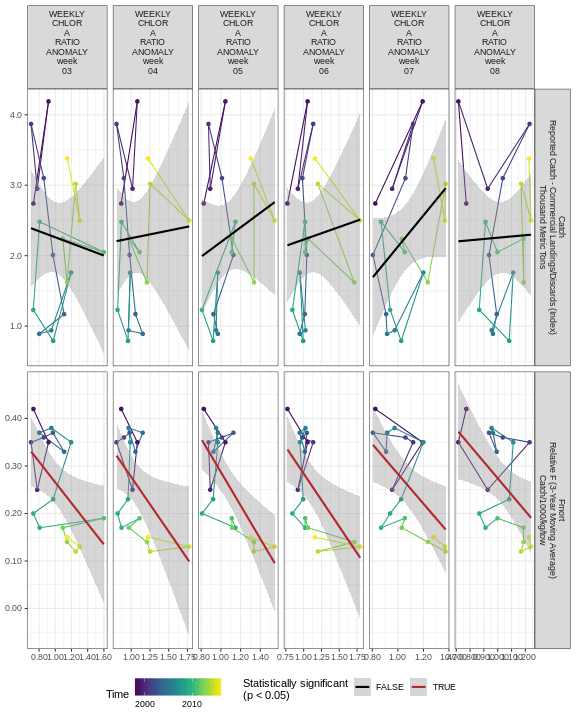 WEEKLY
CHLOR
A
RATIO
ANOMALY
week
03
WEEKLY
CHLOR
A
RATIO
ANOMALY
week
04
WEEKLY
CHLOR
A
RATIO
ANOMALY
week
05
WEEKLY
CHLOR
A
RATIO
ANOMALY
week
06
WEEKLY
CHLOR
A
RATIO
ANOMALY
week
07
WEEKLY
CHLOR
A
RATIO
ANOMALY
week
08
4.0
3.0
2.0
1.0
Catch
Reported Catch - Commercial Landings/Discards (Index)
Thousand Metric Tons
0.40
0.30
0.20
0.10
0.00
Fmort
Relative F (3-Year Moving Average)
Catch/1000/kg/tow
0.80 1.00 1.20 1.40 1.60
1.00 1.25 1.50 1.75
0.80 1.00 1.20 1.40
0.75 1.00 1.25 1.50 1.75
0.80 1.00 1.20 1.40
Time
2000 2010
Statistically significant
(p < 0.05)
FALSE
TRUE